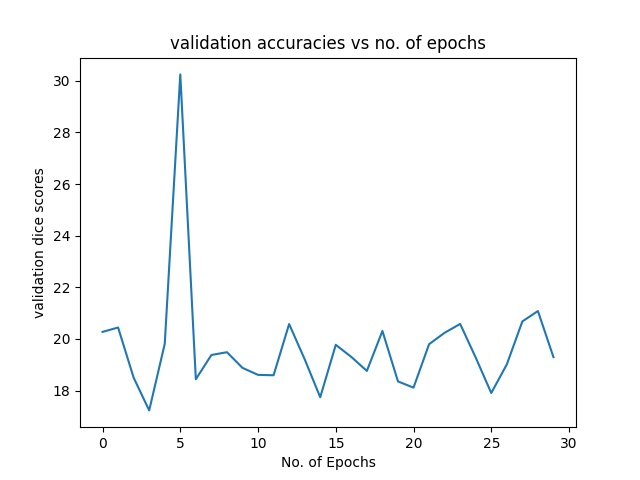 validation accuracies vs no. of epochs
30
28
26
24
22
20
18
validation dice scores
0 5 10 15 20 25 30
No. of Epochs